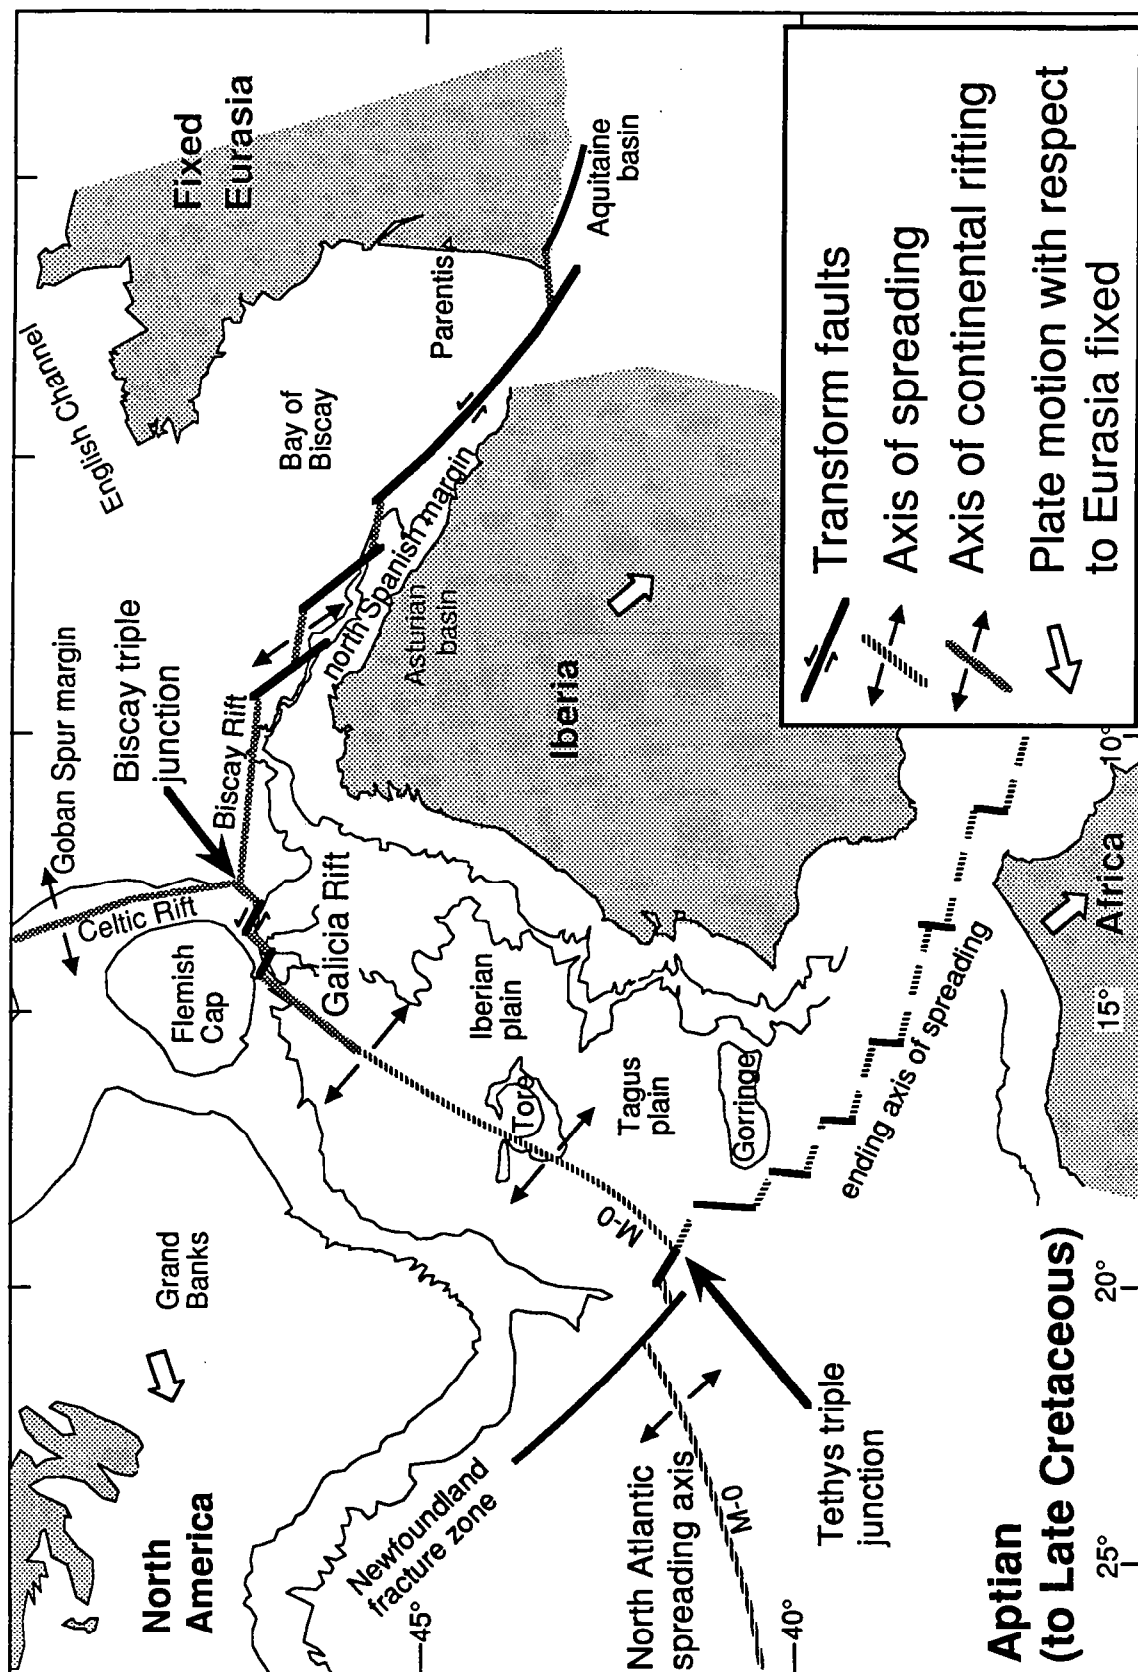 North
America
Grand
Banks
Flemish
Cap
Celtic Rift
Goban Spur margin
Biscay triple
junction
English Channel
Fixed
Eurasia
Biscay Rift
Bay of
Biscay
Parentis
Aquitaine
basin
north Spanish margin
Asturian
basin
Galicia Rift
Iberian
plain
Iberia
Newfoundland
fracture zone
45°
M-0
Tore
Tagus
plain
Gorringe
North Atlantic
spreading axis
M-0
40°
Tethys triple
junction
ending axis of spreading
Africa
Aptian
(to Late Cretaceous)
25°
20°
15°
10°
Transform faults
Axis of spreading
Axis of continental rifting
Plate motion with respect
to Eurasia fixed